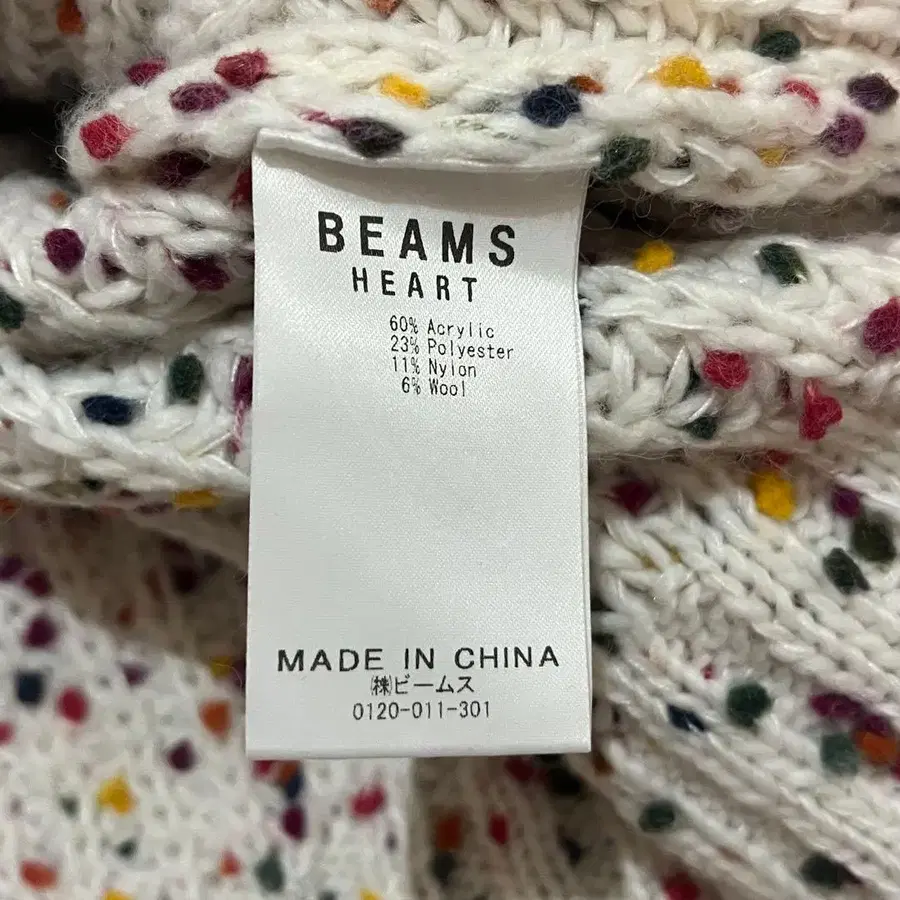 BEAMS
HEART
60% Acrylic
23% Polyester
11% Nylon
6% Wool
MADE IN CHINA
㈱ビームス
0120-011-301